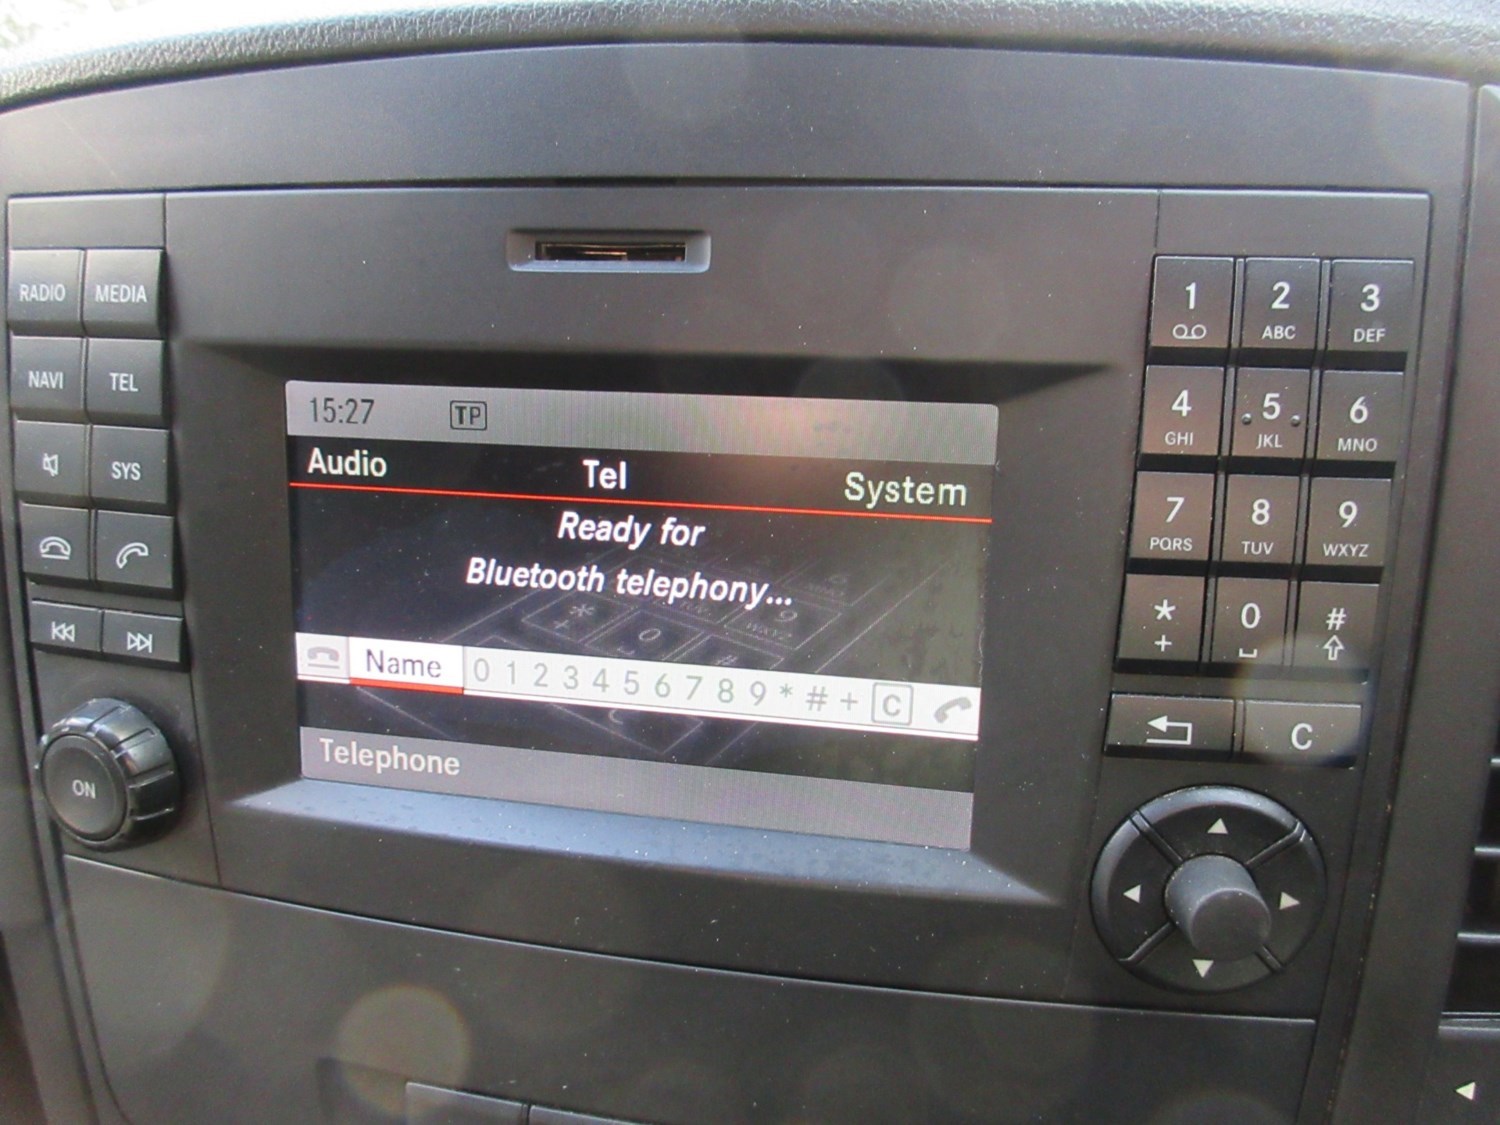 RADIO MEDIA
NAVI TEL
SYS
ON
15:27 TP
Audio Tel System
Ready for
Bluetooth telephony...
Name 0 1 2 3 4 5 6 7 8 9 * # + C
Telephone
1 2 3
ABC DEF
4 5 6
GHI JKL MNO
7 8 9
PQRS TUV WXYZ
* 0 #
+
C